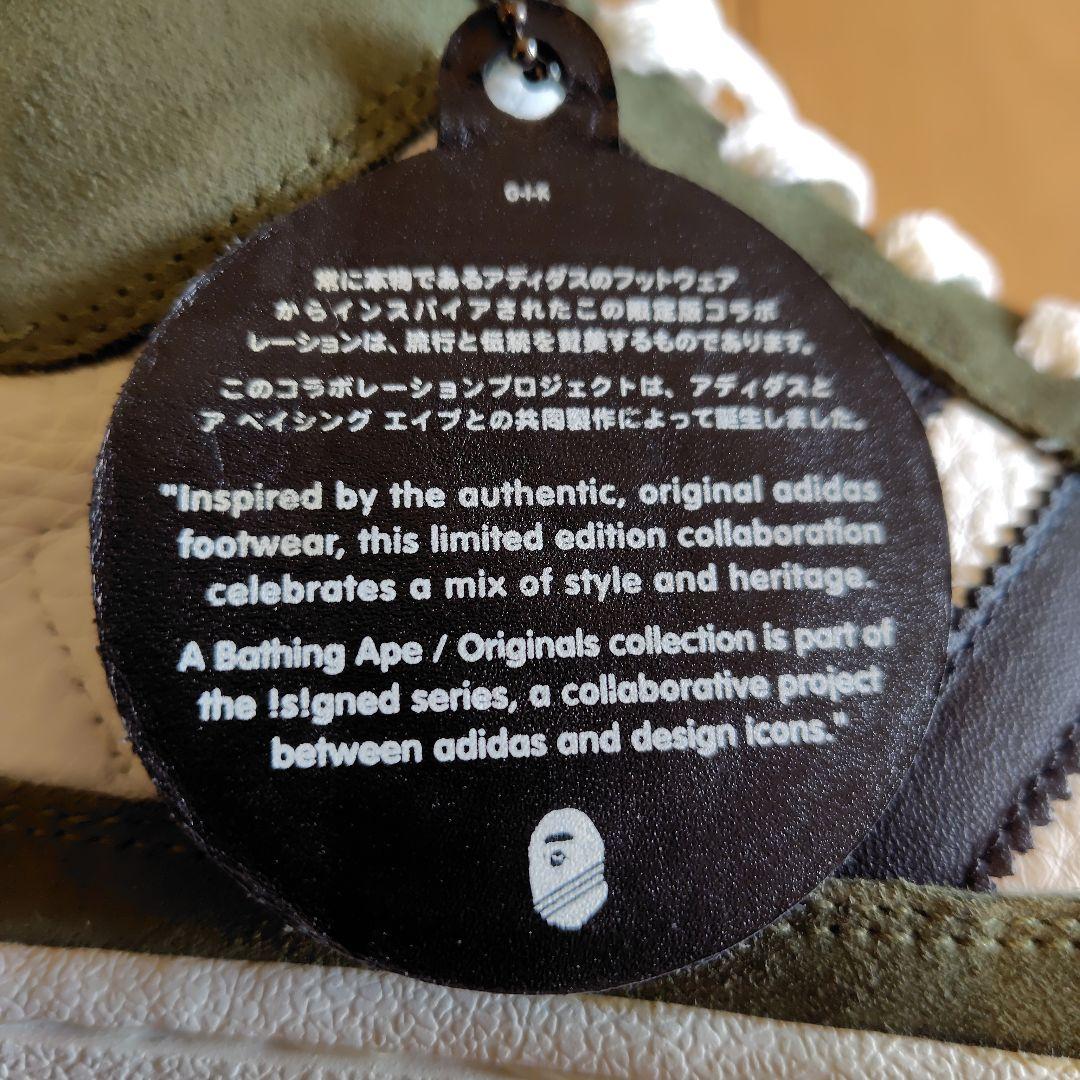 常に本物であるアディダスのフットウェア
からインスパイアされたこの限定版コラボ
レーションは、流行と伝統を賛美するものであります。
このコラボレーションプロジェクトは、アディダスと
ア ベイシング エイプとの共同製作によって誕生しました。
"Inspired by the authentic, original adidas
footwear, this limited edition collaboration
celebrates a mix of style and heritage.
A Bathing Ape / Originals collection is part of
the !s!gned series, a collaborative project
between adidas and design icons."